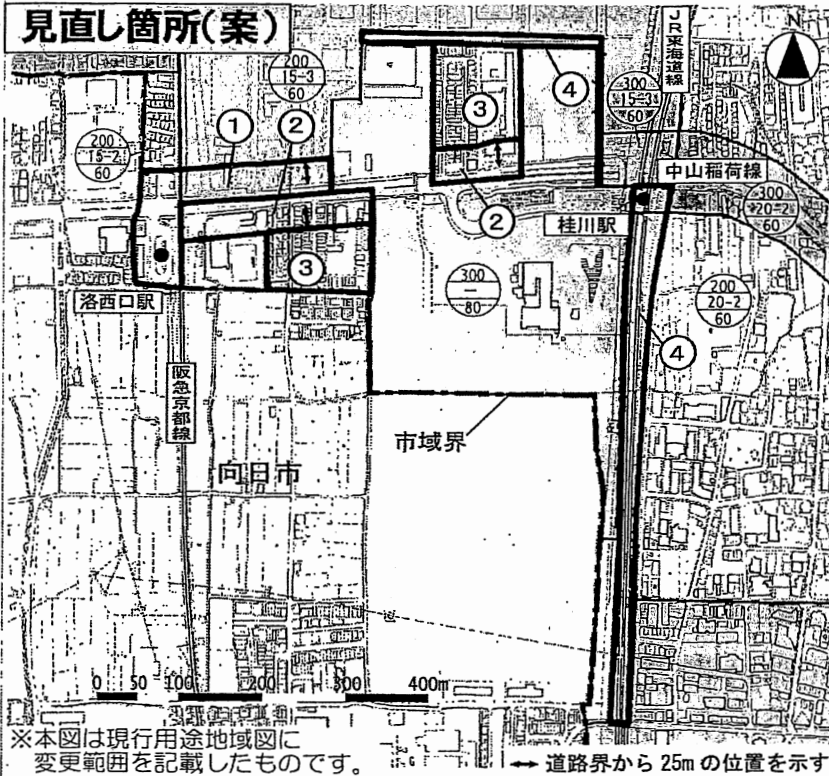 見直し箇所(案)
JR東海道線
N
200
15-3
60
④
300
15-3
60
③
①
②
200
15-2
60
中山稲荷線
②
300
20-2
60
桂川駅
③
300
—
80
200
20-2
60
洛西口駅
④
阪急京都線
市域界
向日市
0 50 100 200 300 400m
※本図は現行用途地域図に
変更範囲を記載したものです。
↔ 道路界から25mの位置を示す